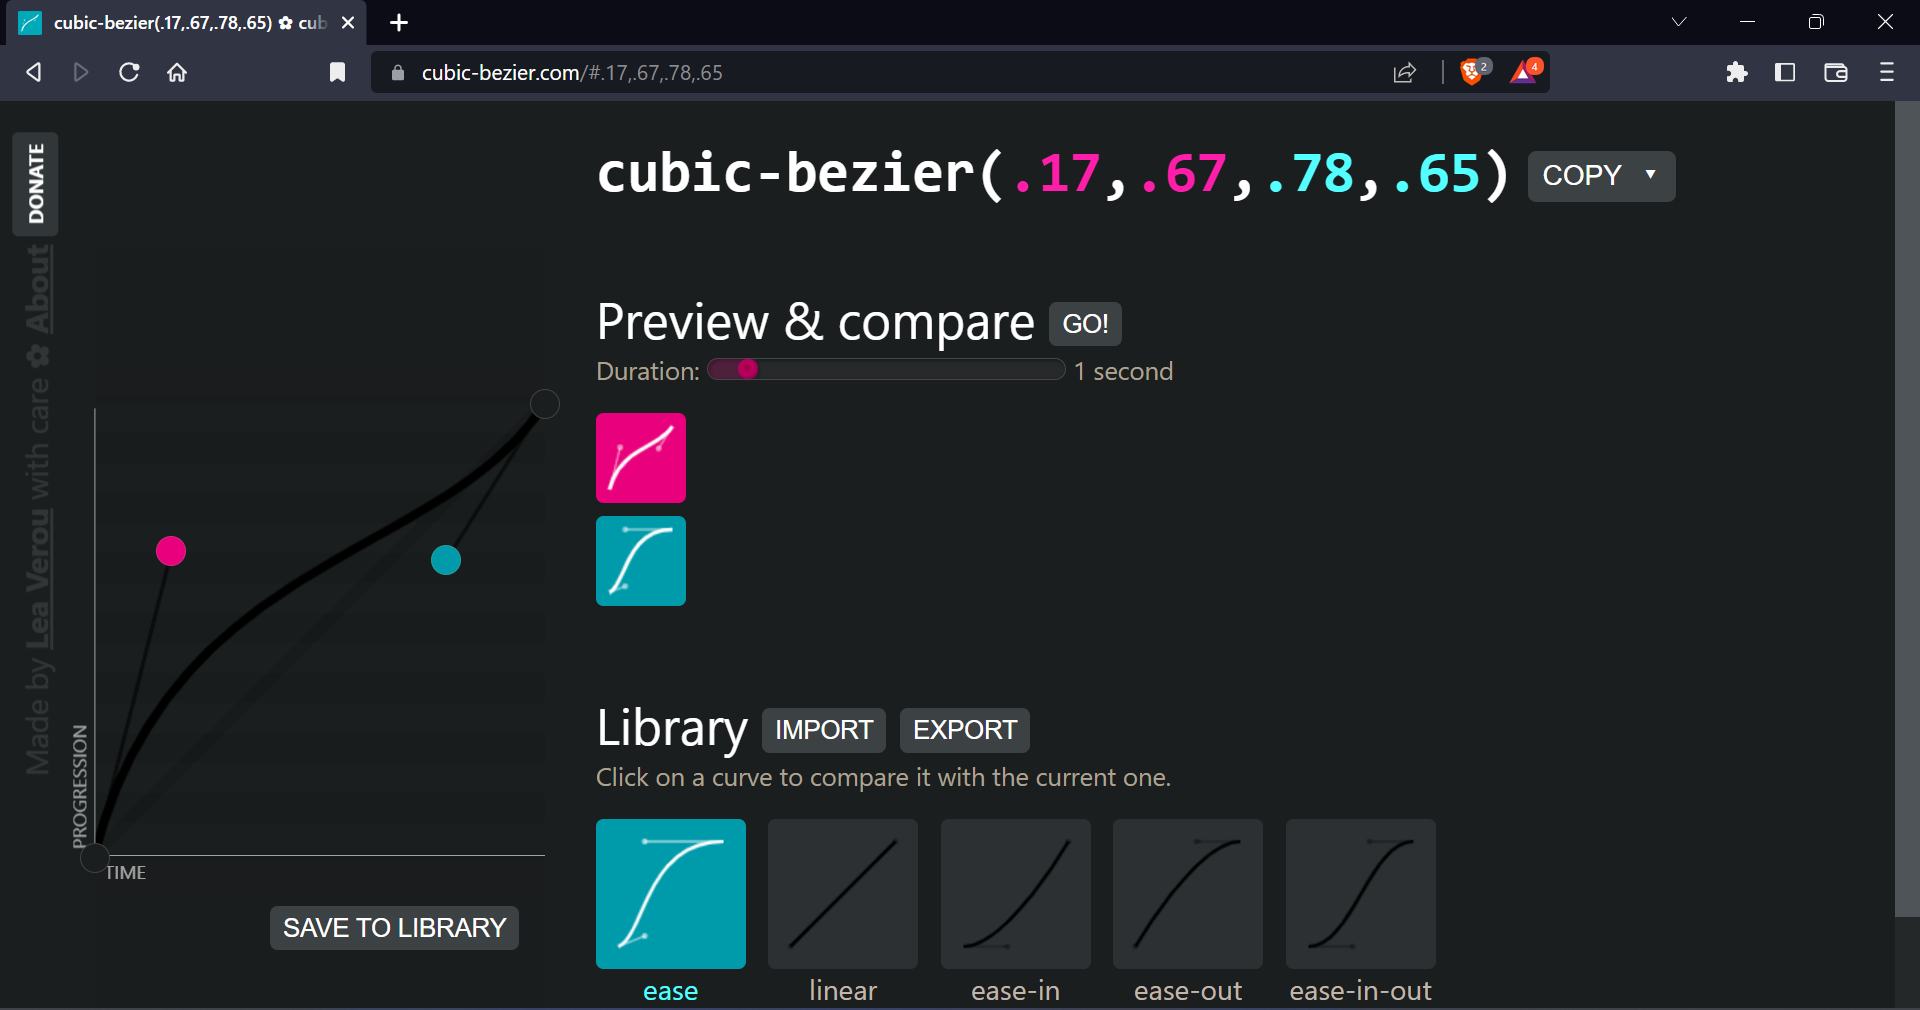 cubic-bezier(.17,.67,.78,.65) ✿ cub
cubic-bezier.com/#.17,.67,.78,.65
2
4
DONATE
Made by Lea Verou with care ✿ About
cubic-bezier(.17,.67,.78,.65)
COPY ▼
Preview & compare GO!
Duration: 1 second
PROGRESSION
TIME
SAVE TO LIBRARY
Library IMPORT EXPORT
Click on a curve to compare it with the current one.
ease linear ease-in ease-out ease-in-out